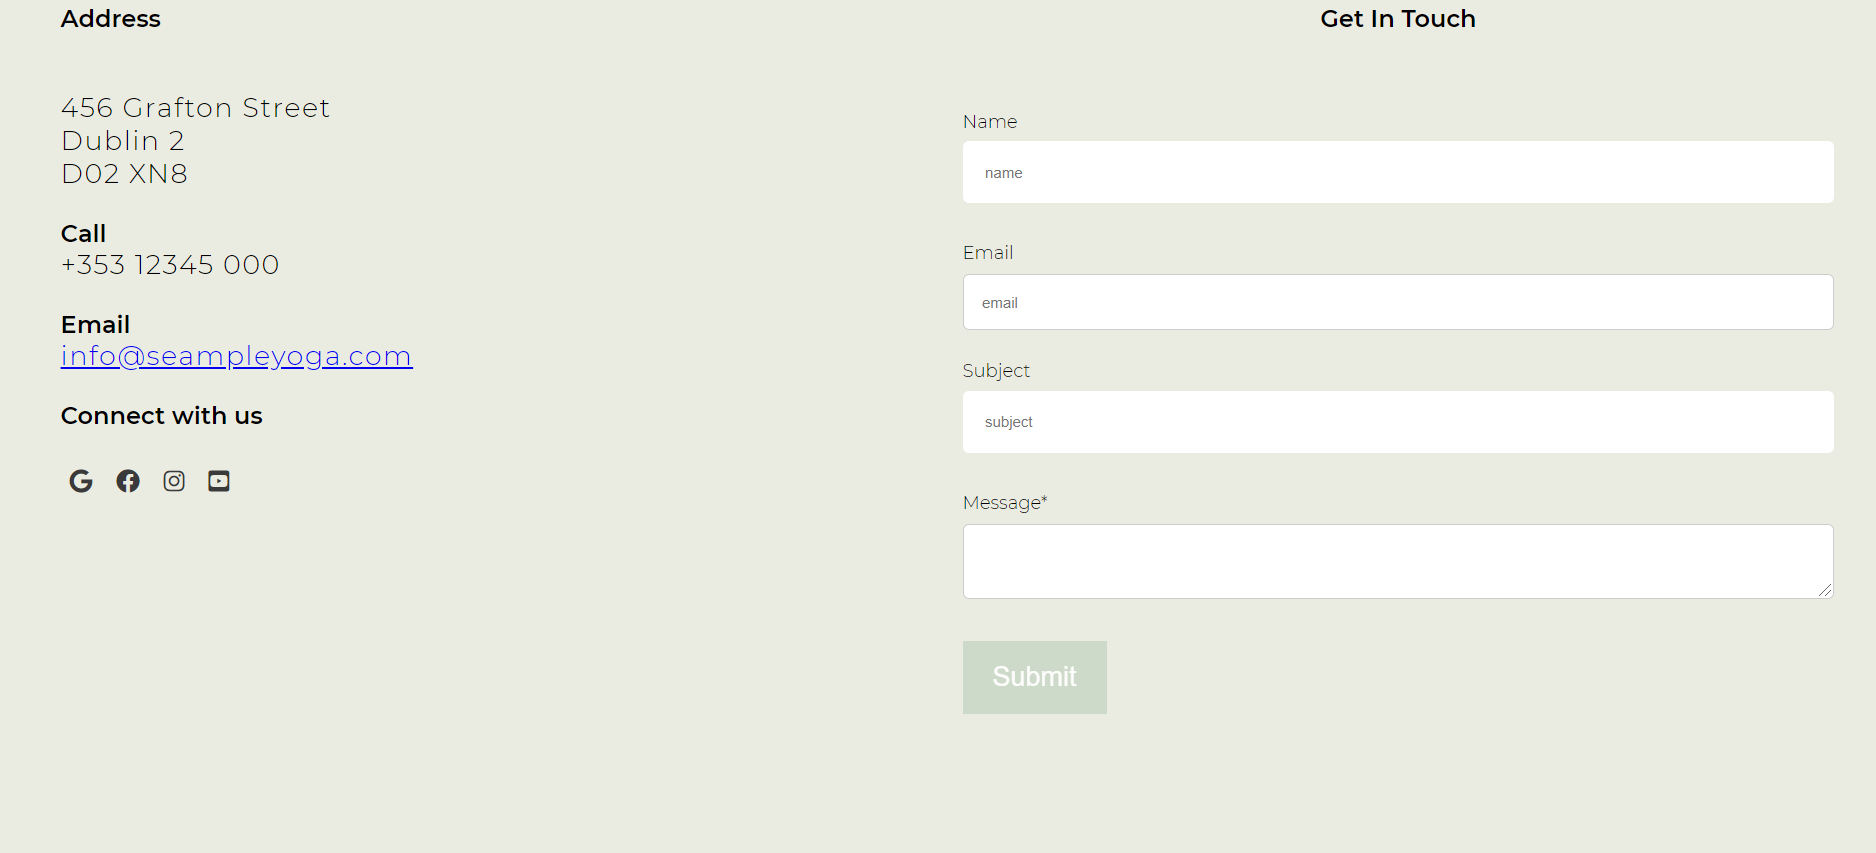 Address
456 Grafton Street
Dublin 2
D02 XN8
Call
+353 12345 000
Email
info@seampleyoga.com
Connect with us
Get In Touch
Name
name
Email
email
Subject
subject
Message*
Submit